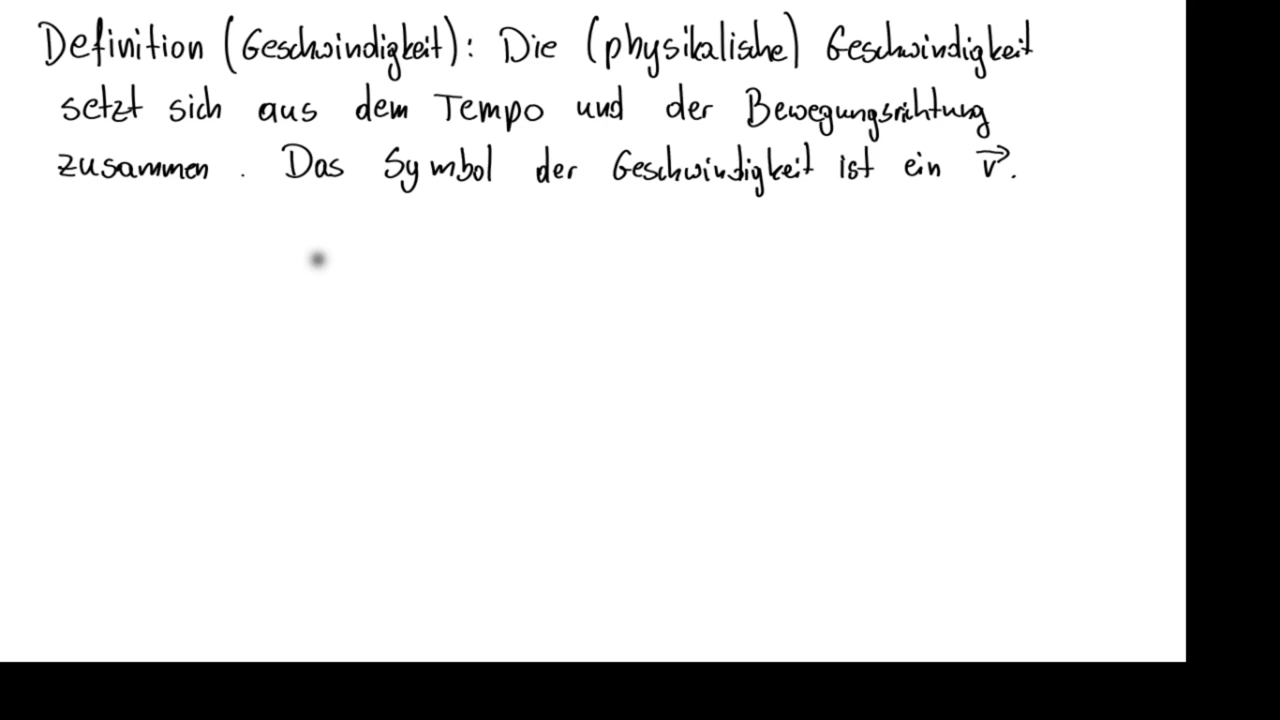 Definition (Geschwindigkeit): Die (physikalische) Geschwindigkeit
setzt sich aus dem Tempo und der Bewegungsrichtung
zusammen. Das Symbol der Geschwindigkeit ist ein v⃗.